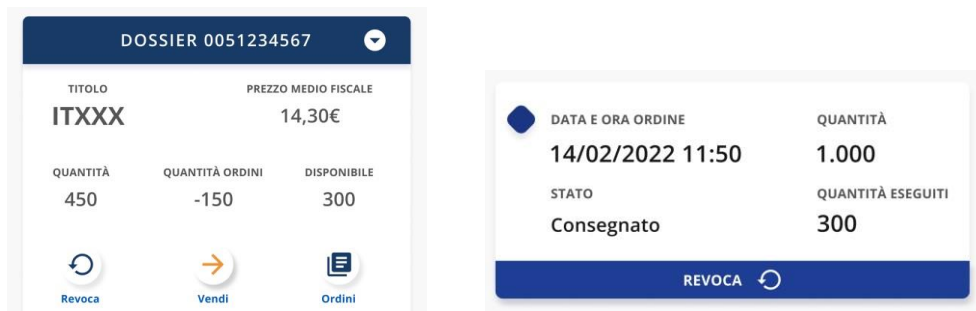 DOSSIER 0051234567
TITOLO PREZZO MEDIO FISCALE
ITXXX 14,30€
QUANTITÀ QUANTITÀ ORDINI DISPONIBILE
450 -150 300
Revoca Vendi Ordini
DATA E ORA ORDINE QUANTITÀ
14/02/2022 11:50 1.000
STATO QUANTITÀ ESEGUITI
Consegnato 300
REVOCA